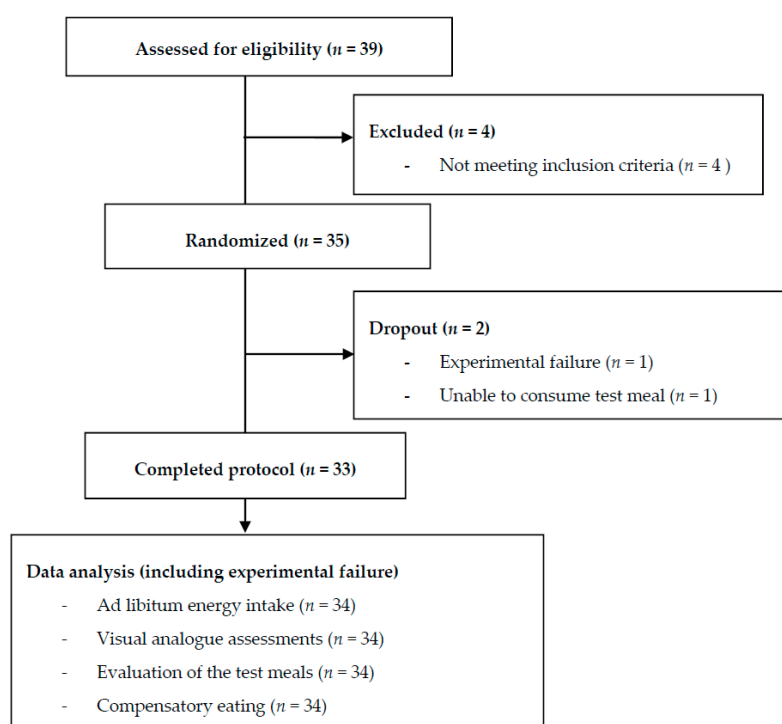 Assessed for eligibility (n = 39)
Excluded (n = 4)
- Not meeting inclusion criteria (n = 4 )
Randomized (n = 35)
Dropout (n = 2)
- Experimental failure (n = 1)
- Unable to consume test meal (n = 1)
Completed protocol (n = 33)
Data analysis (including experimental failure)
- Ad libitum energy intake (n = 34)
- Visual analogue assessments (n = 34)
- Evaluation of the test meals (n = 34)
- Compensatory eating (n = 34)